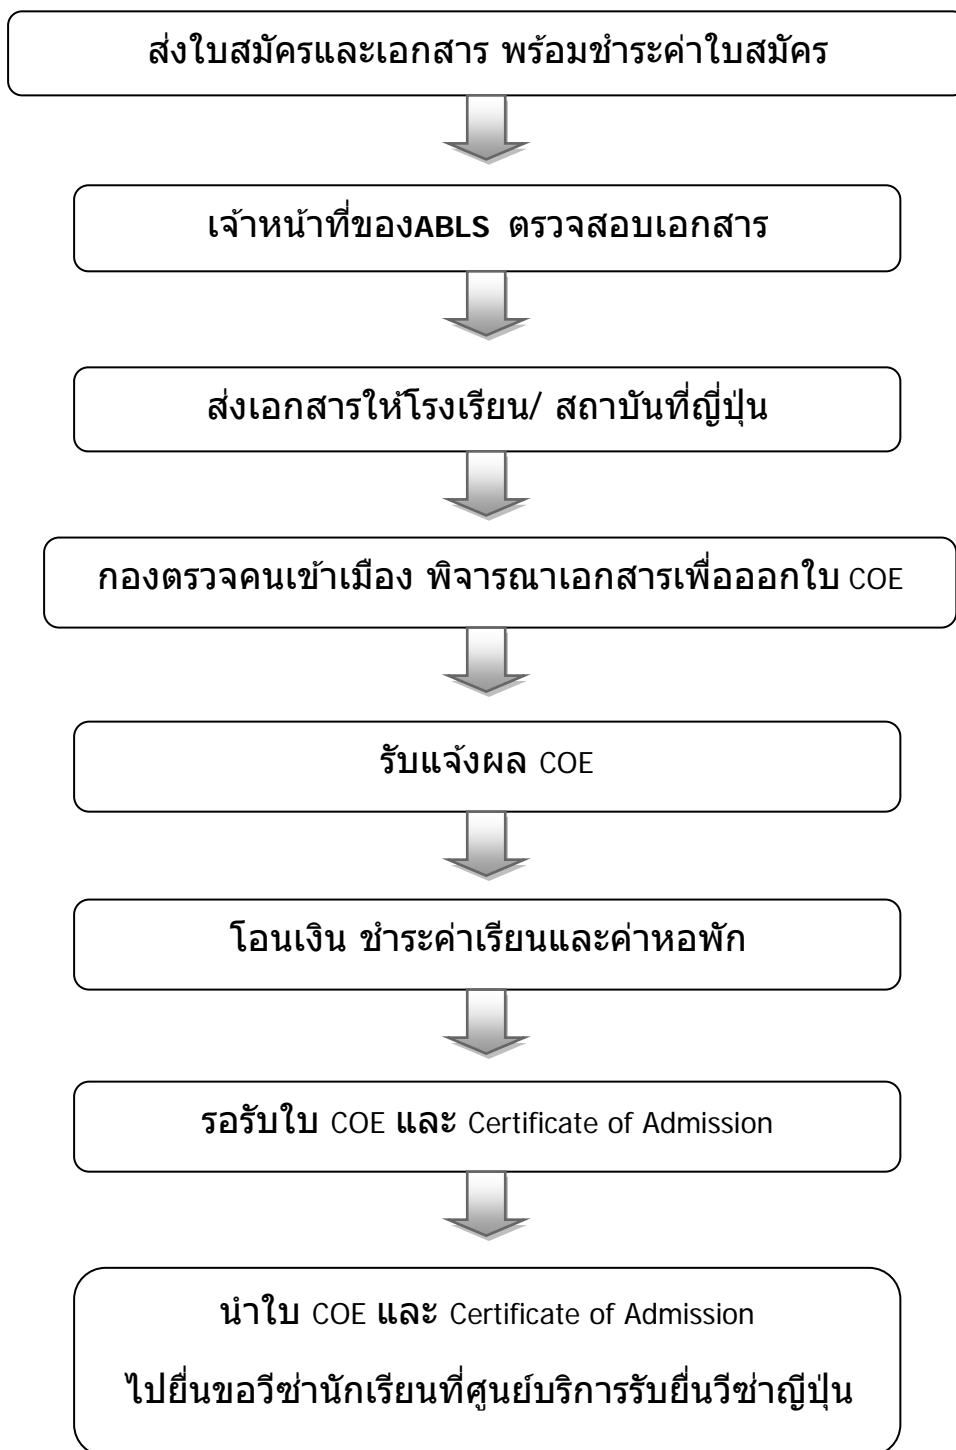 ส่งใบสมัครและเอกสาร พร้อมชำระค่าใบสมัคร
เจ้าหน้าที่ของABLS ตรวจสอบเอกสาร
ส่งเอกสารให้โรงเรียน/ สถาบันที่ญี่ปุ่น
กองตรวจคนเข้าเมือง พิจารณาเอกสารเพื่อออกใบ COE
รับแจ้งผล COE
โอนเงิน ชำระค่าเรียนและค่าหอพัก
รอรับใบ COE และ Certificate of Admission
นำใบ COE และ Certificate of Admission
ไปยื่นขอวีซ่านักเรียนที่ศูนย์บริการรับยื่นวีซ่าญี่ปุ่น